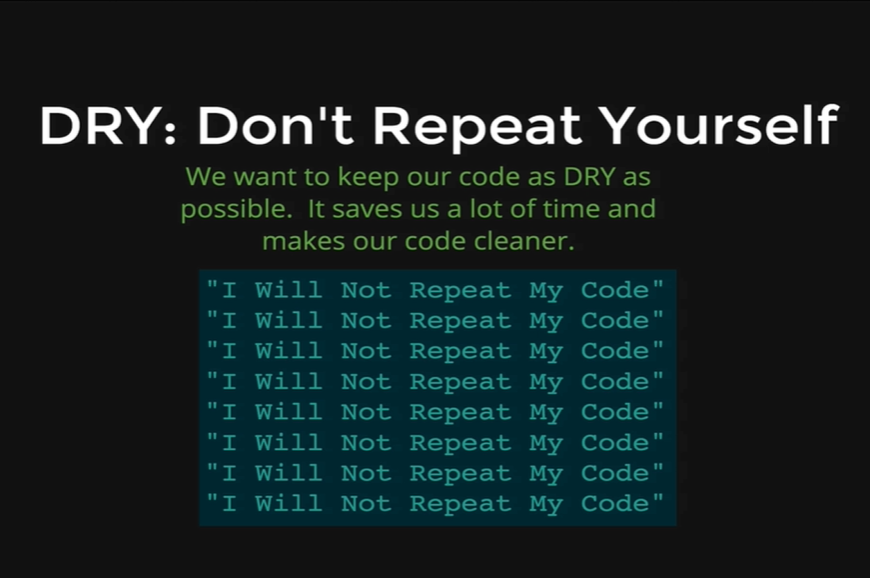 DRY: Don't Repeat Yourself
We want to keep our code as DRY as
possible. It saves us a lot of time and
makes our code cleaner.
"I Will Not Repeat My Code"
"I Will Not Repeat My Code"
"I Will Not Repeat My Code"
"I Will Not Repeat My Code"
"I Will Not Repeat My Code"
"I Will Not Repeat My Code"
"I Will Not Repeat My Code"
"I Will Not Repeat My Code"